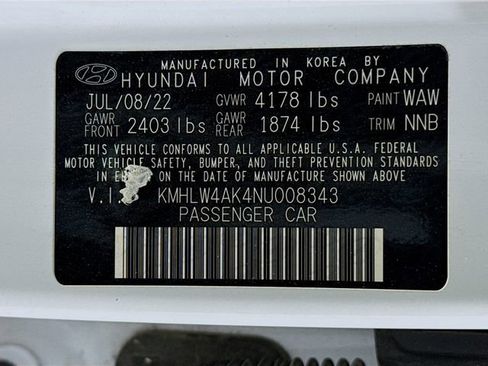 MANUFACTURED IN KOREA BY
HYUNDAI MOTOR COMPANY
JUL/08/22 GVWR 4178 lbs PAINT WAW
GAWR FRONT 2403 lbs GAWR REAR 1874 lbs TRIM NNB
THIS VEHICLE CONFORMS TO ALL APPLICABLE U.S.A. FEDERAL
MOTOR VEHICLE SAFETY, BUMPER, AND THEFT PREVENTION STANDARDS
IN EFFECT ON THE DATE OF MANUFACTURE SHOWN ABOVE
V.I. KMHLW4AK4NU008343
PASSENGER CAR